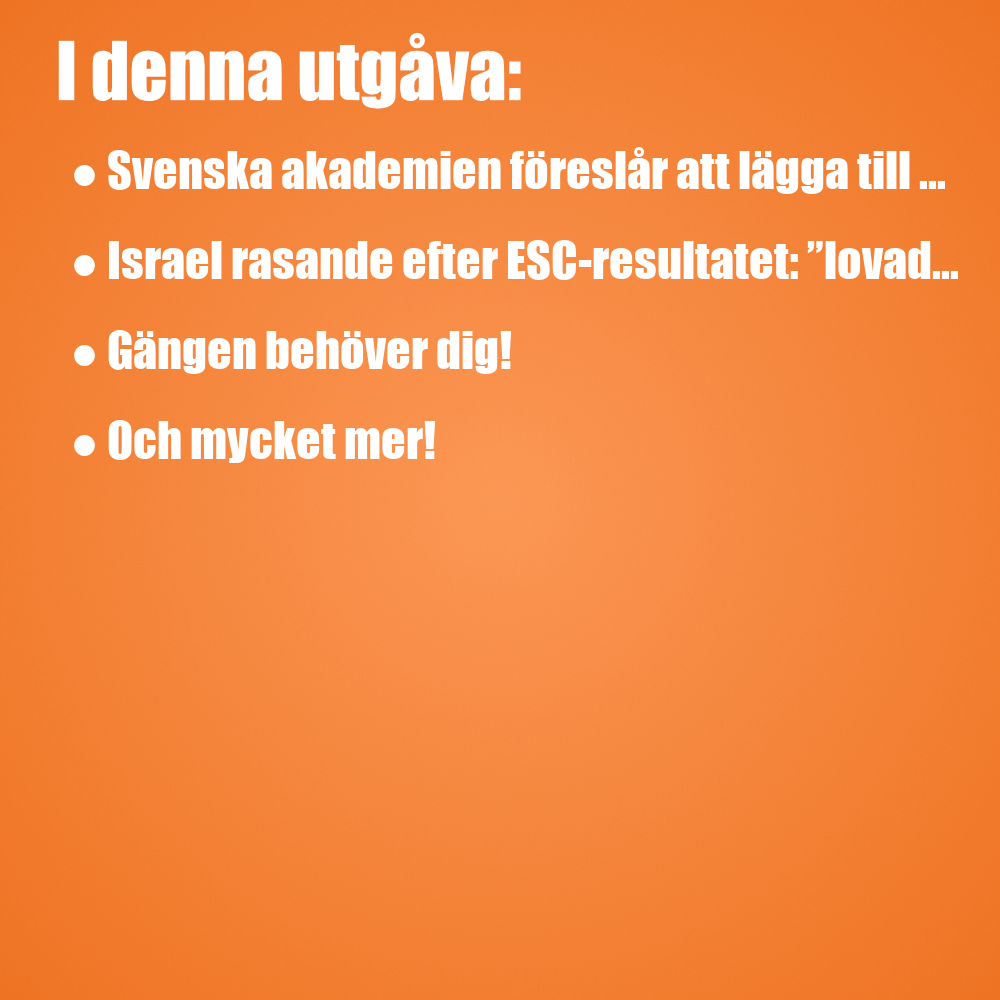 I denna utgåva:
• Svenska akademien föreslår att lägga till ...
• Israel rasande efter ESC-resultatet: ”lovad...
• Gängen behöver dig!
• Och mycket mer!